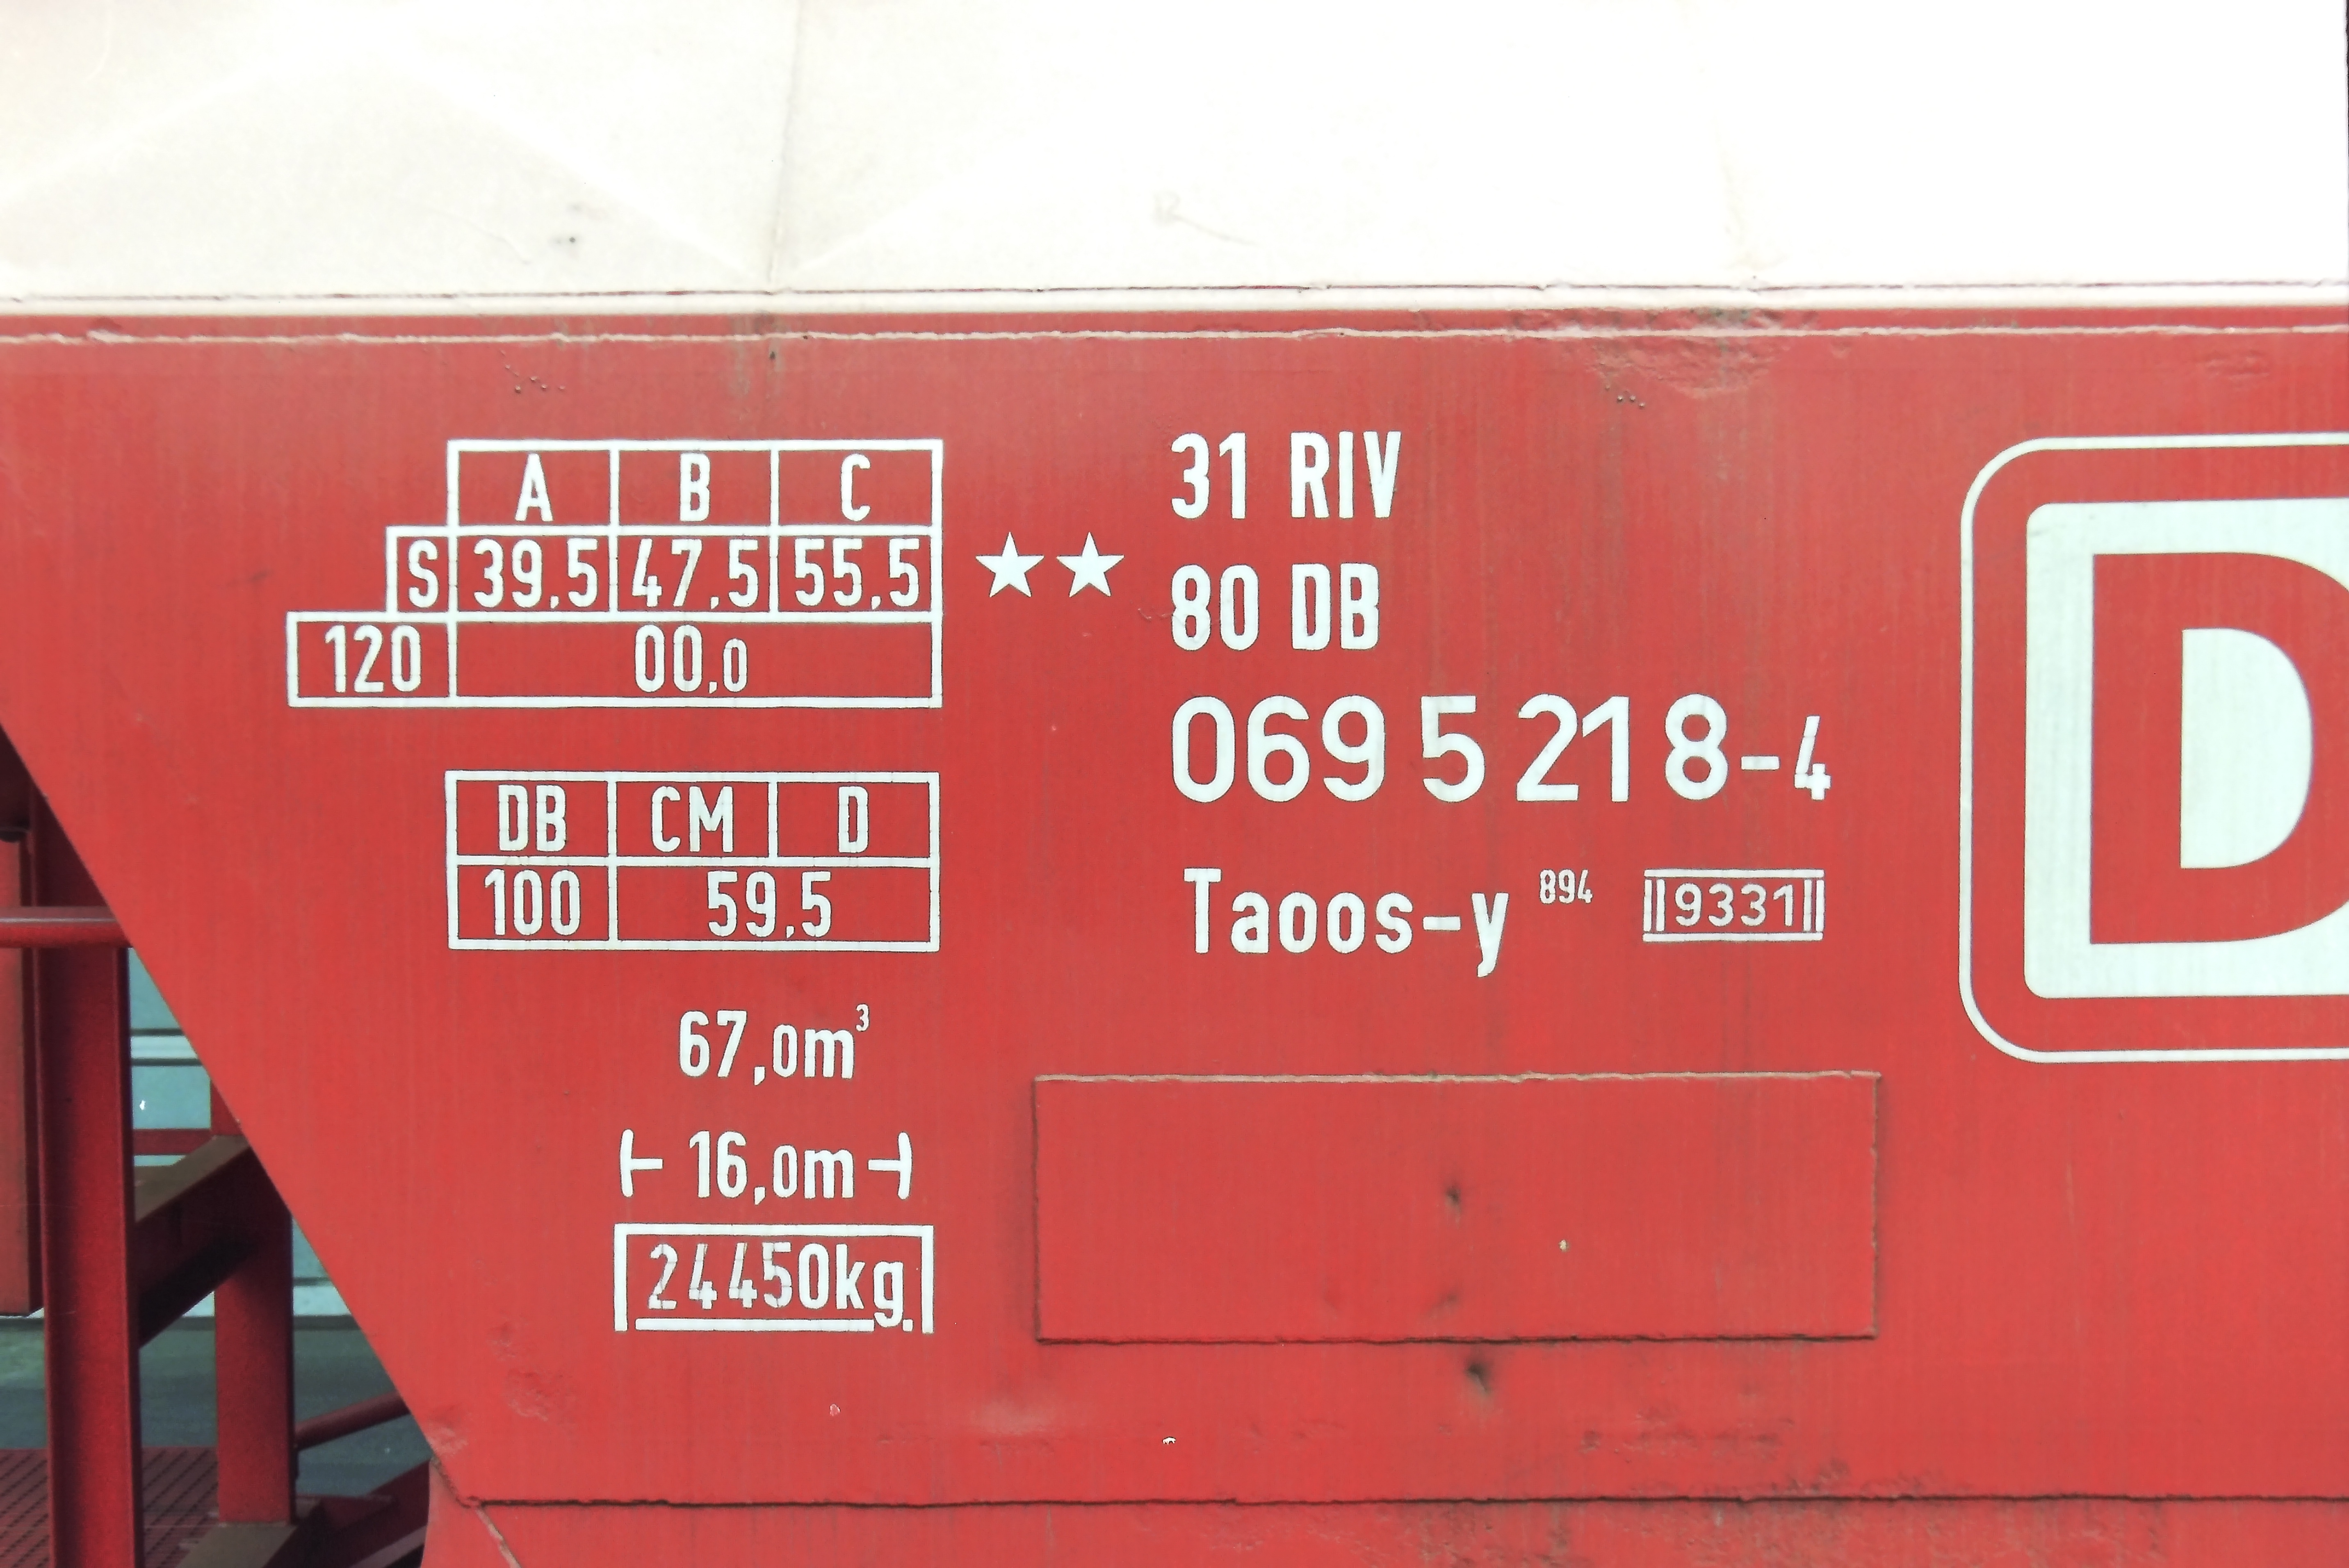 A B C
S 39,5 47,5 55,5 ★★
120 00,0
DB CM D
100 59,5
67,0m³
16,0m
24450kg
31 RIV
80 DB
069 5 218-4
Taoos-y 894 9331
D